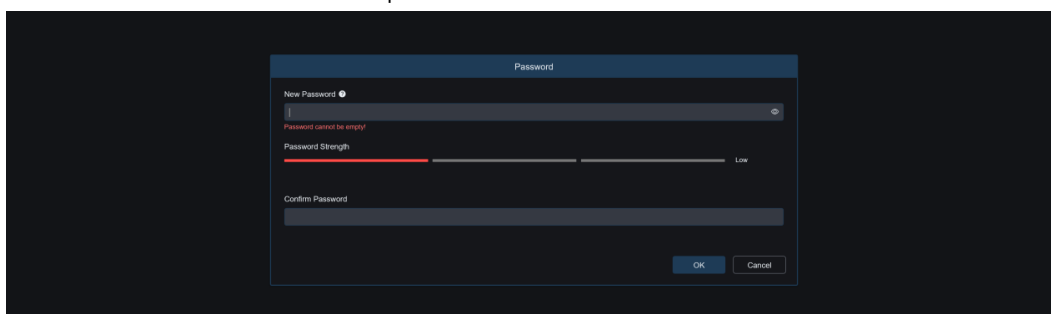 Password
New Password
Password cannot be empty!
Password Strength
Low
Confirm Password
OK
Cancel